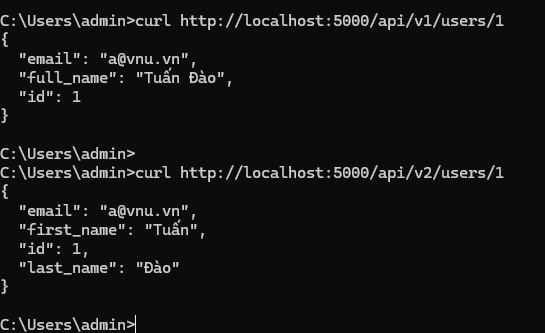 C:\Users\admin>curl http://localhost:5000/api/v1/users/1
{
  "email": "a@vnu.vn",
  "full_name": "Tuấn Đào",
  "id": 1
}

C:\Users\admin>
C:\Users\admin>curl http://localhost:5000/api/v2/users/1
{
  "email": "a@vnu.vn",
  "first_name": "Tuấn",
  "id": 1,
  "last_name": "Đào"
}

C:\Users\admin>